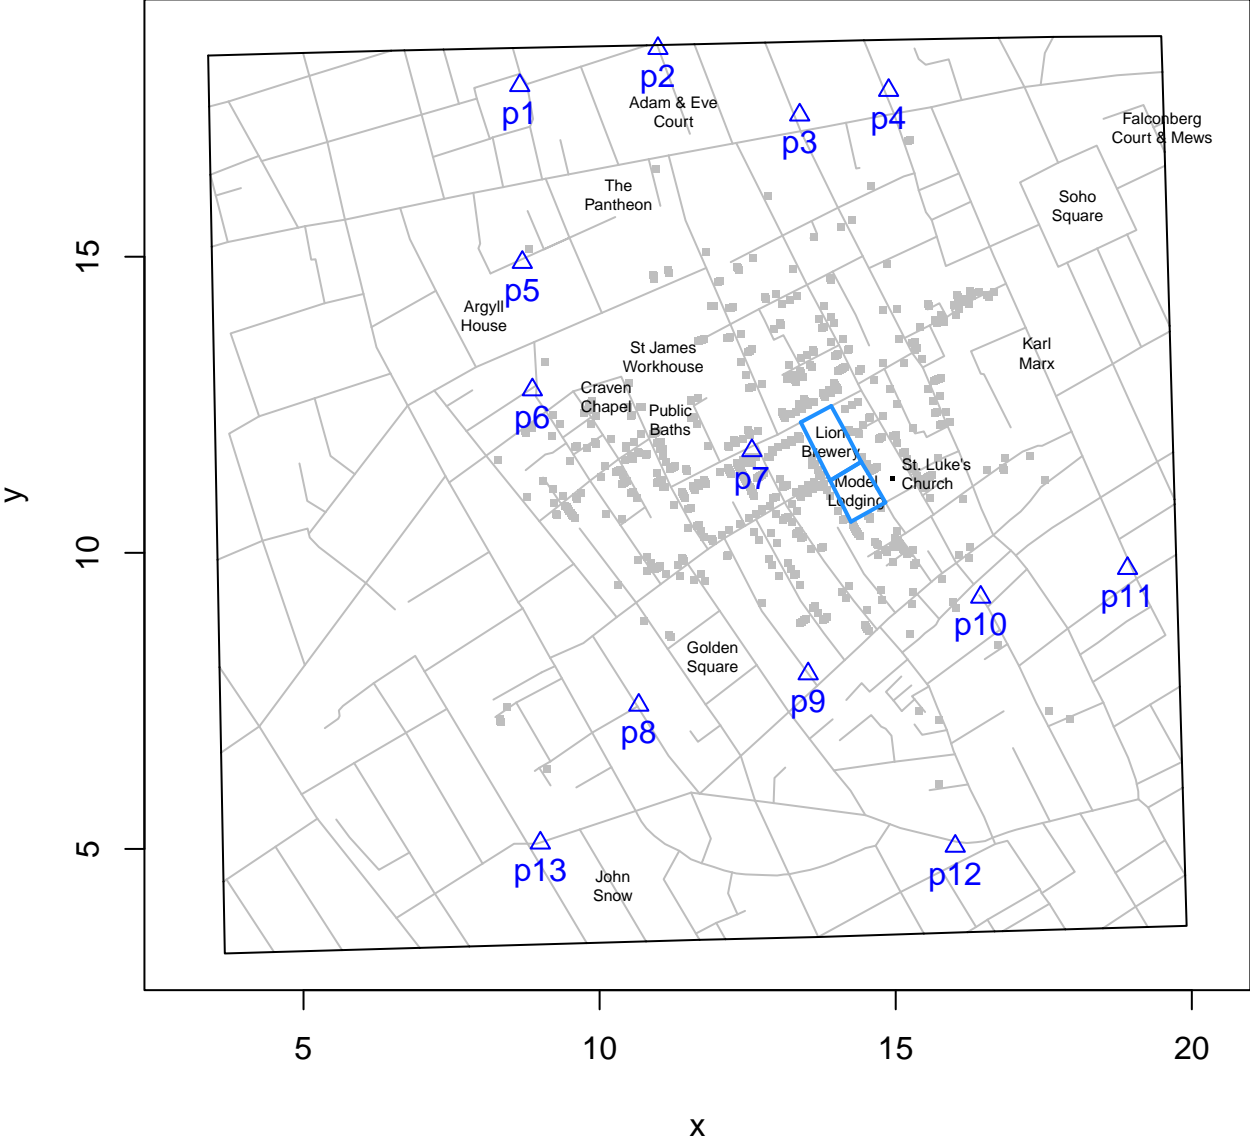 p1
p2
Adam & Eve
Court
p3
p4
Falconberg
Court & Mews
The
Pantheon
Soho
Square
p5
Argyll
House
St James
Workhouse
Karl
Marx
p6
Craven
Chapel
Public
Baths
p7
Lion
Brewery
Model
Lodging
St. Luke's
Church
p8
Golden
Square
p9
p10
p11
p12
p13
John
Snow
15
10
5
y
5
10
15
20
x